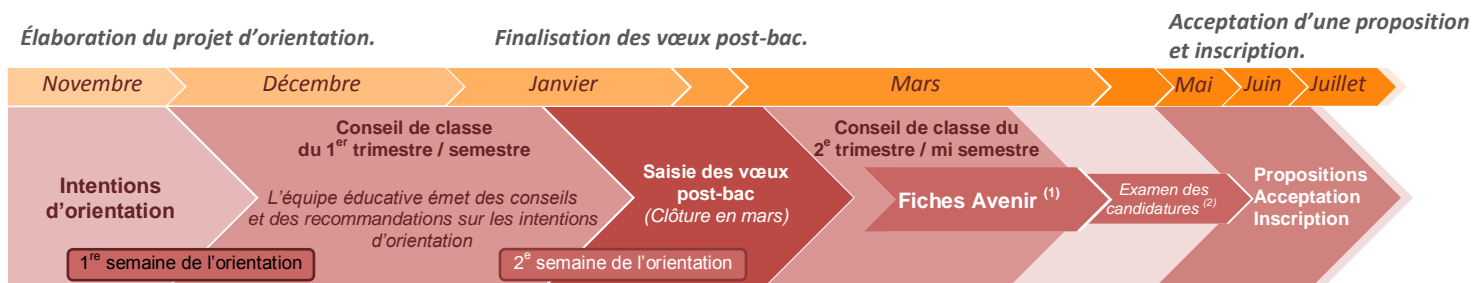 Élaboration du projet d'orientation.
Finalisation des vœux post-bac.
Acceptation d'une proposition
et inscription.
Novembre
Décembre
Janvier
Mars
Mai
Juin
Juillet
Intentions
d'orientation
1re semaine de l'orientation
Conseil de classe
du 1er trimestre / semestre
L'équipe éducative émet des conseils
et des recommandations sur les intentions
d'orientation
2e semaine de l'orientation
Saisie des vœux
post-bac
(Clôture en mars)
Conseil de classe du
2e trimestre / mi semestre
Fiches Avenir (1)
Examen des
candidatures (2)
Propositions
Acceptation
Inscription